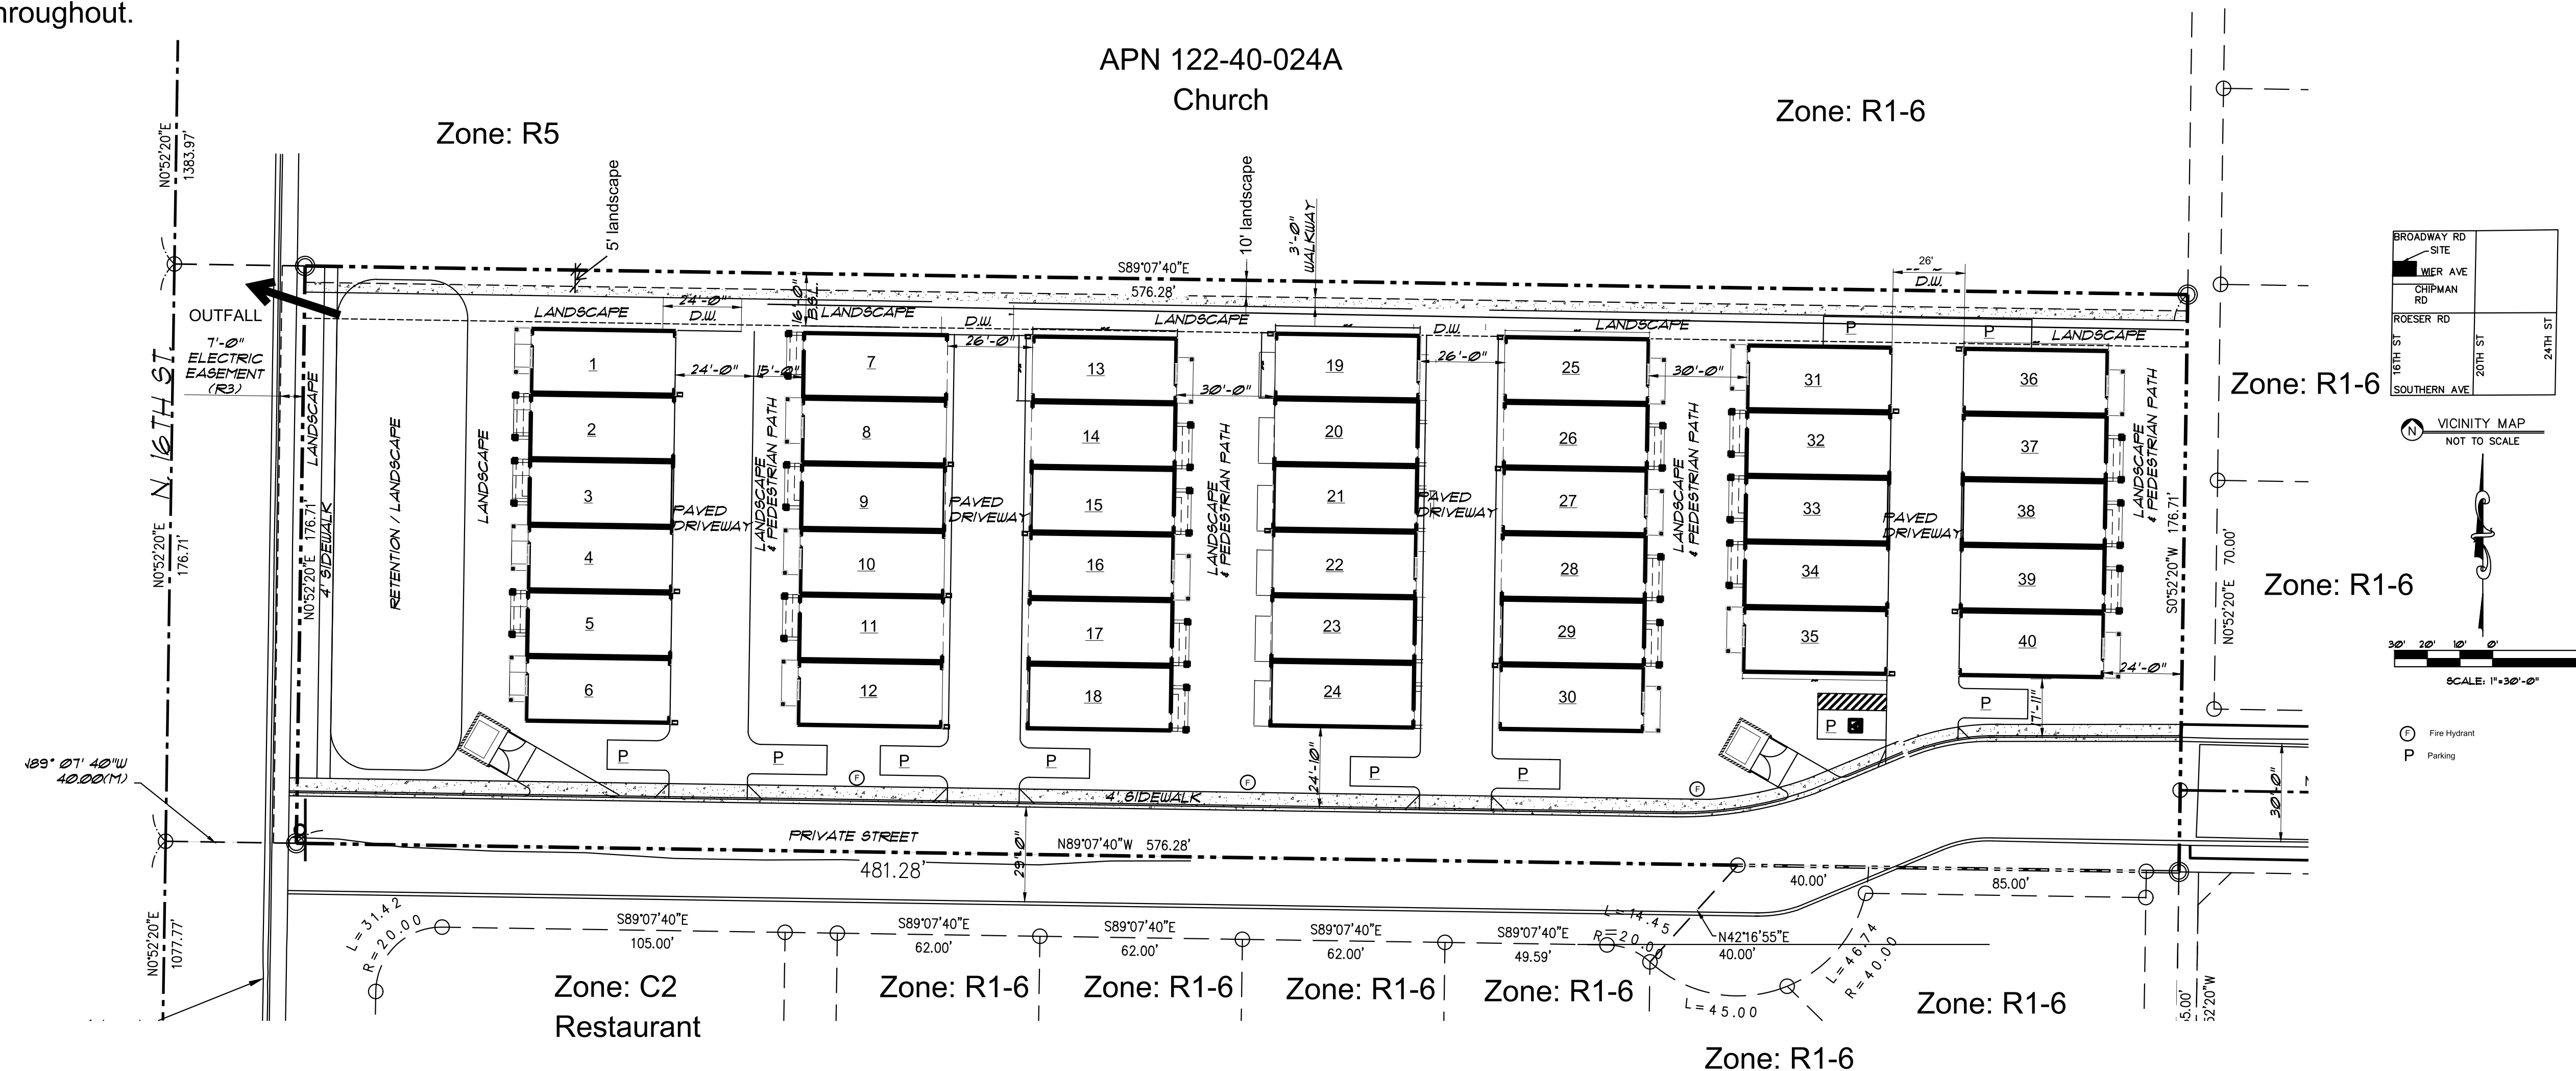 hroughout.
APN 122-40-024A
Church
Zone: R5
Zone: R1-6
N0°52'20"E
1383.97'
5' landscape
10' landscape
3'-0"
WALKWAY
S89°07'40"E
576.28'
26'
D.W.
OUTFALL
7'-0"
ELECTRIC
EASEMENT
(R3)
N. 16TH ST
N0°52'20"E
176.71'
LANDSCAPE
N0°52'20"E 176.71'
4' SIDEWALK
RETENTION / LANDSCAPE
LANDSCAPE
LANDSCAPE
24'-0"
D.W.
16'-0"
B.S.L.
LANDSCAPE
D.W.
26'-0"
LANDSCAPE
D.W.
26'-0"
LANDSCAPE
P
P
LANDSCAPE
1
2
3
4
5
6
24'-0"
15'-0"
PAVED
DRIVEWAY
LANDSCAPE
& PEDESTRIAN PATH
7
8
9
10
11
12
PAVED
DRIVEWAY
13
14
15
16
17
18
30'-0"
LANDSCAPE
& PEDESTRIAN PATH
19
20
21
22
23
24
PAVED
DRIVEWAY
25
26
27
28
29
30
30'-0"
LANDSCAPE
& PEDESTRIAN PATH
31
32
33
34
35
PAVED
DRIVEWAY
36
37
38
39
40
LANDSCAPE
& PEDESTRIAN PATH
S0°52'20"W 176.71'
24'-0"
17'-11"
N0°52'20"E 70.00'
Zone: R1-6
Zone: R1-6
P
P
P
P
P
P
P
P
F
F
F
24'-10"
4' SIDEWALK
N89° 07' 40"W
40.00(M)
PRIVATE STREET
N89°07'40"W 576.28'
481.28'
29'-0"
30'-0"
40.00'
85.00'
N0°52'20"E
1077.77'
L=31.42
R=20.00
S89°07'40"E
105.00'
S89°07'40"E
62.00'
S89°07'40"E
62.00'
S89°07'40"E
62.00'
S89°07'40"E
49.59'
L=14.45
R=20.00
N42°16'55"E
40.00'
L=46.74
R=40.00
L=45.00
Zone: C2
Restaurant
Zone: R1-6
Zone: R1-6
Zone: R1-6
Zone: R1-6
Zone: R1-6
Zone: R1-6
5.00'
52'20"W
BROADWAY RD
SITE
WIER AVE
CHIPMAN
RD
ROESER RD
16TH ST
20TH ST
24TH ST
SOUTHERN AVE
N
VICINITY MAP
NOT TO SCALE
30' 20' 10' 0'
SCALE: 1"=30'-0"
F Fire Hydrant
P Parking